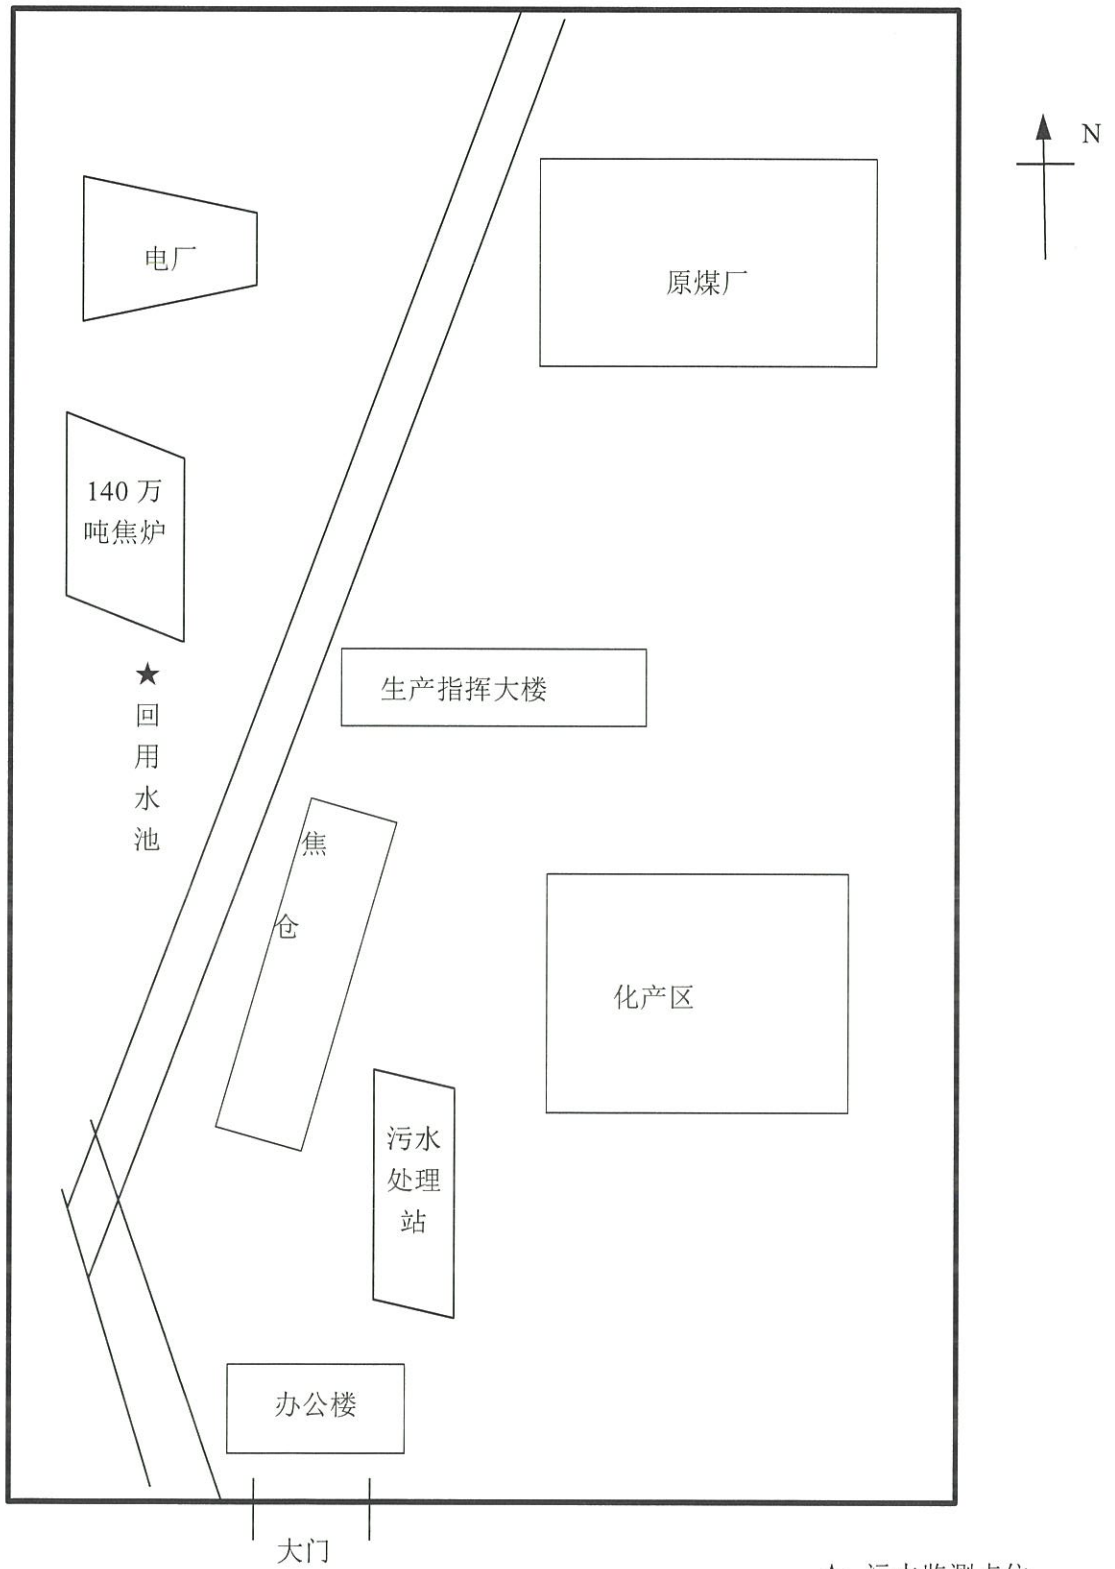 N
电厂
原煤厂
140 万
吨焦炉
★
回
用
水
池
生产指挥大楼
焦
仓
化产区
污水
处理
站
办公楼
大门